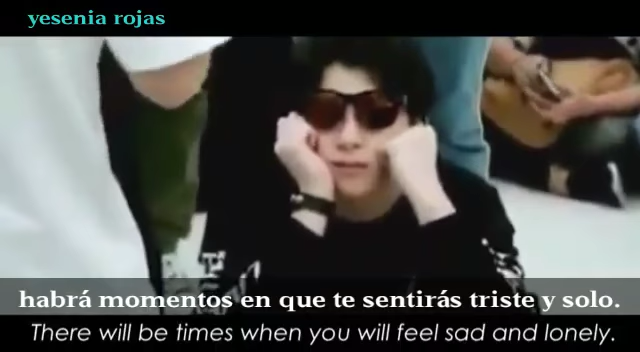 yesenia rojas
habrá momentos en que te sentirás triste y solo.
There will be times when you will feel sad and lonely.